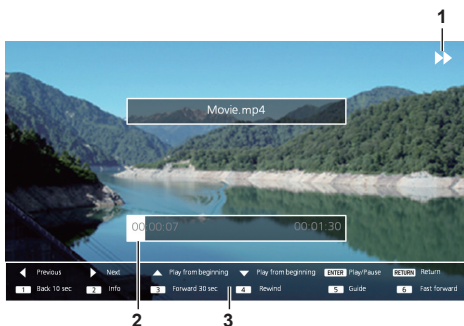 1
Movie.mp4
00:00:07 00:01:30
Previous Next Play from beginning Play from beginning ENTER Play/Pause RETURN Return
1 Back 10 sec 2 Info 3 Forward 30 sec 4 Rewind 5 Guide 6 Fast forward
2 3